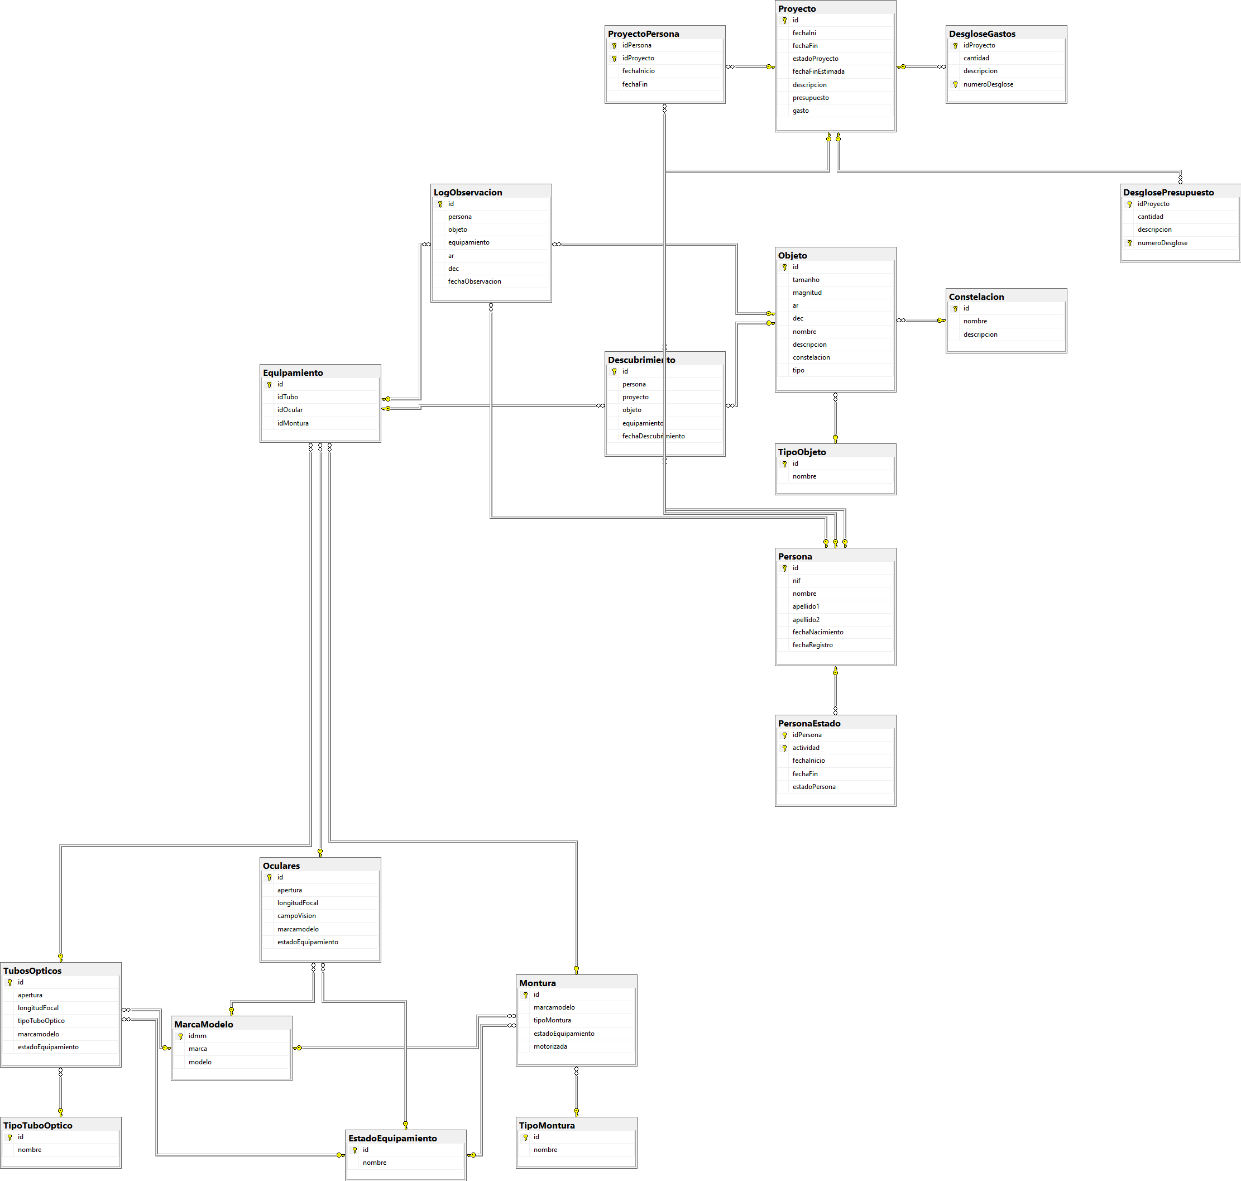 Proyecto
id
fechaIni
fechaFin
estadoProyecto
fechaFinEstimada
descripcion
presupuesto
gasto
ProyectoPersona
idPersona
idProyecto
fechaInicio
fechaFin
DesgloseGastos
idProyecto
cantidad
descripcion
numeroDesglose
LogObservacion
id
persona
objeto
equipamiento
ar
dec
fechaObservacion
DesglosePresupuesto
idProyecto
cantidad
descripcion
numeroDesglose
Objeto
id
tamanho
magnitud
ar
dec
nombre
descripcion
constelacion
tipo
Constelacion
id
nombre
descripcion
Descubrimiento
id
persona
proyecto
objeto
equipamiento
fechaDescubrimiento
Equipamiento
id
idTubo
idOcular
idMontura
TipoObjeto
id
nombre
Persona
id
nif
nombre
apellido1
apellido2
fechaNacimiento
fechaRegistro
PersonaEstado
idPersona
actividad
fechaInicio
fechaFin
estadoPersona
Oculares
id
apertura
longitudFocal
campoVision
marcamodelo
estadoEquipamiento
TubosOpticos
id
apertura
longitudFocal
tipoTuboOptico
marcamodelo
estadoEquipamiento
MarcaModelo
idmm
marca
modelo
Montura
id
marcamodelo
tipoMontura
estadoEquipamiento
motorizada
TipoTuboOptico
id
nombre
EstadoEquipamiento
id
nombre
TipoMontura
id
nombre